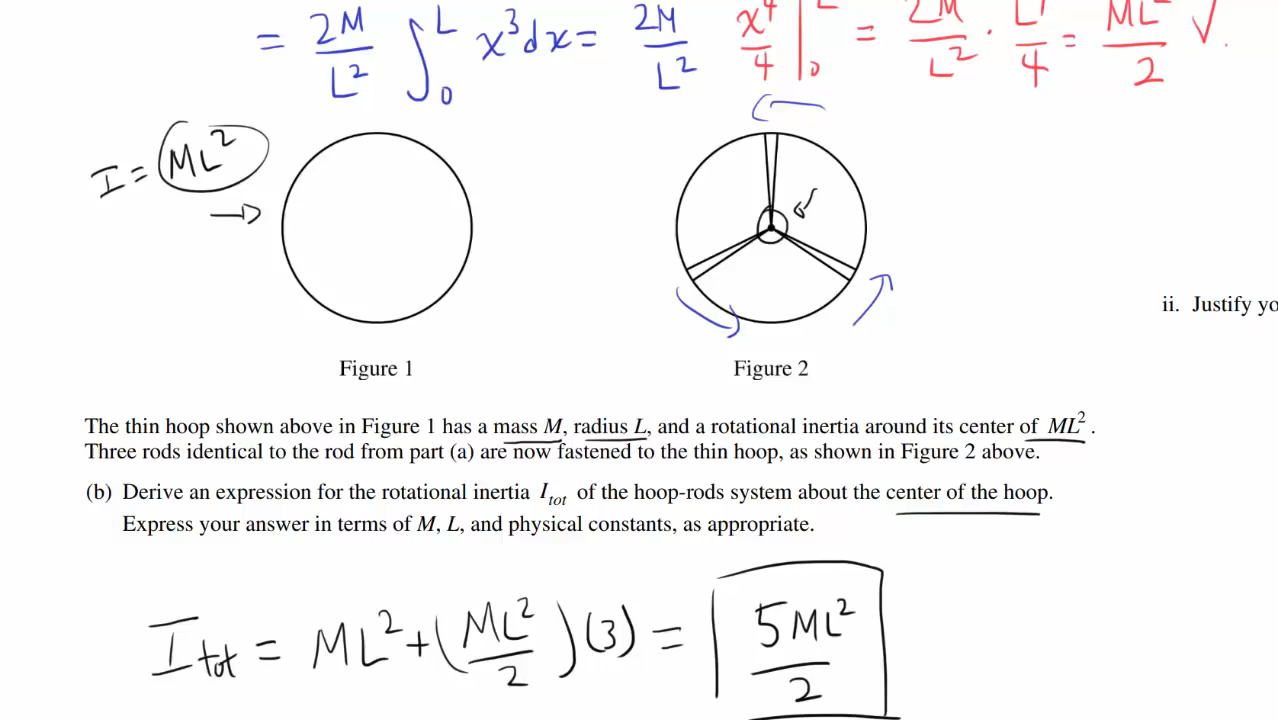 = 2M/L² ∫₀ᴸ x³dx = 2M/L² x⁴/4 |₀ᴸ = 2M/L² · L⁴/4 = ML²/2 ✓.
I = ML²
Figure 1
Figure 2
ii. Justify yo
The thin hoop shown above in Figure 1 has a mass M, radius L, and a rotational inertia around its center of ML².
Three rods identical to the rod from part (a) are now fastened to the thin hoop, as shown in Figure 2 above.
(b) Derive an expression for the rotational inertia I_tot of the hoop-rods system about the center of the hoop.
Express your answer in terms of M, L, and physical constants, as appropriate.
I_tot = ML² + (ML²/2)(3) = 5ML²/2